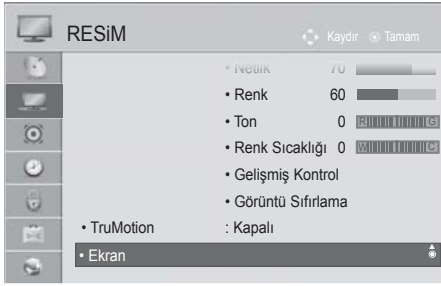 RESiM
Kaydır Tamam
• Netlik 70
• Renk 60
• Ton 0 R G
• Renk Sıcaklığı 0 W C
• Gelişmiş Kontrol
• Görüntü Sıfırlama
• TruMotion : Kapalı
• Ekran